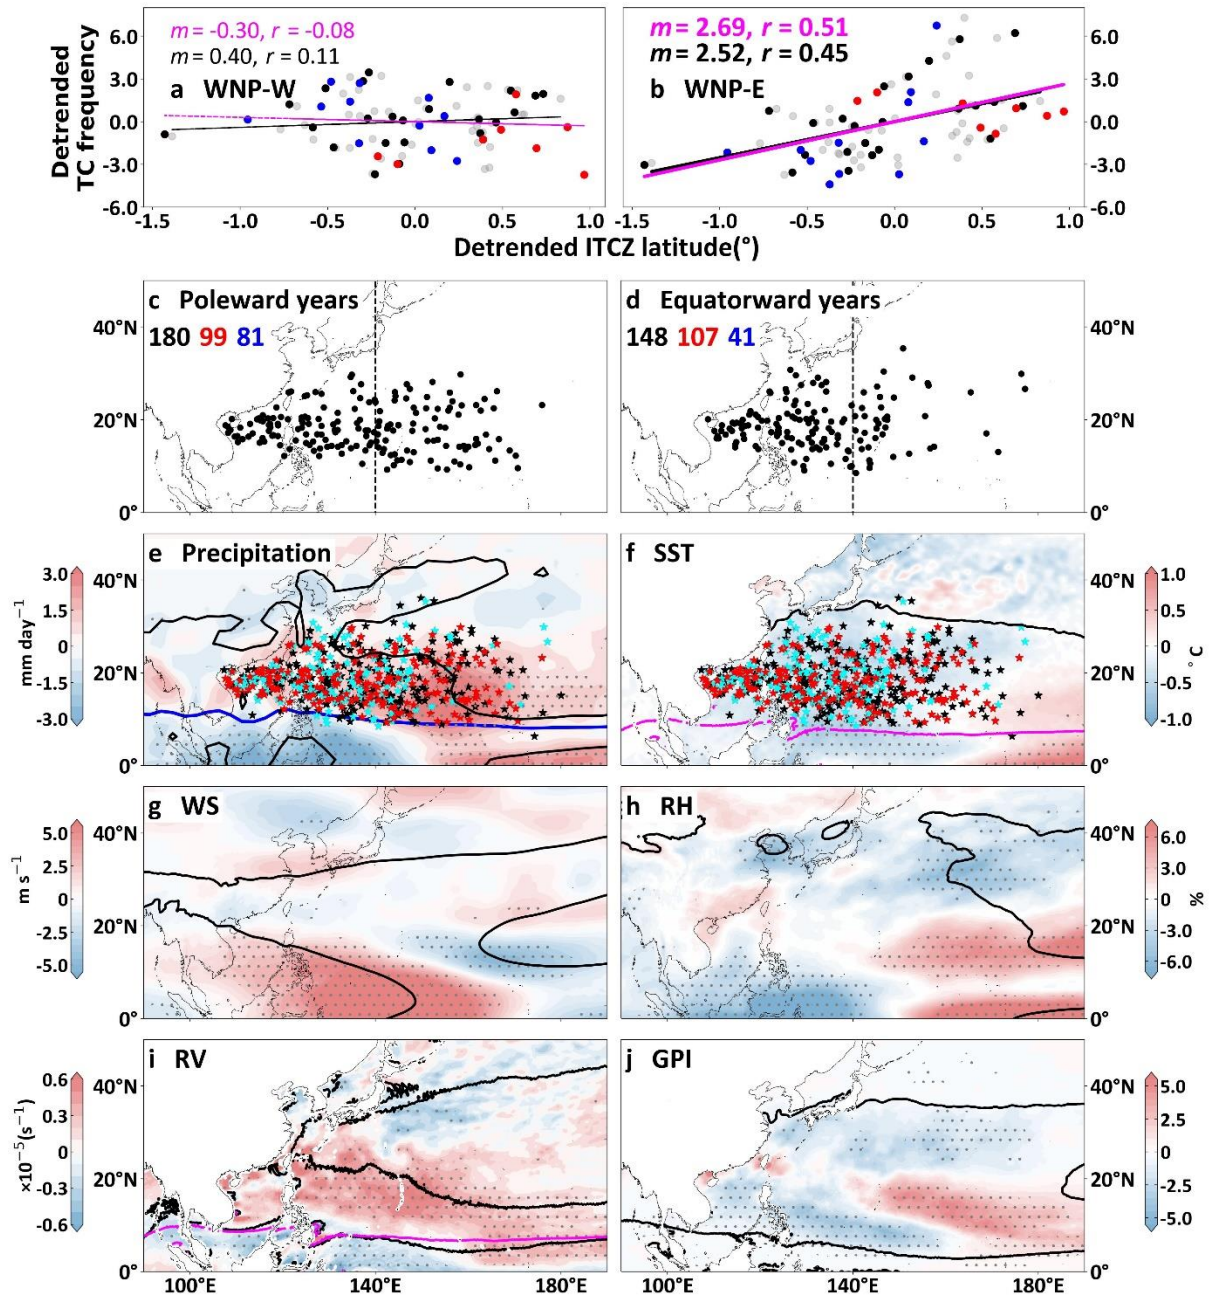 m = -0.30, r = -0.08
m = 0.40, r = 0.11
a WNP-W
m = 2.69, r = 0.51
m = 2.52, r = 0.45
b WNP-E
Detrended
TC frequency
6.0
3.0
0.0
-3.0
-6.0
6.0
3.0
0.0
-3.0
-6.0
-1.5 -1.0 -0.5 0.0 0.5 1.0
-1.5 -1.0 -0.5 0.0 0.5 1.0
Detrended ITCZ latitude(°)
c Poleward years
180 99 81
d Equatorward years
148 107 41
40°N
20°N
0°
40°N
20°N
0°
e Precipitation
f SST
mm day⁻¹
3.0
1.5
0
-1.5
-3.0
40°N
20°N
0°
40°N
20°N
0°
1.0
0.5
0
-0.5
-1.0
°C
g WS
h RH
m s⁻¹
5.0
2.5
0
-2.5
-5.0
40°N
20°N
0°
40°N
20°N
0°
6.0
3.0
0
-3.0
-6.0
%
i RV
j GPI
×10⁻⁵(s⁻¹)
0.6
0.3
0
-0.3
-0.6
40°N
20°N
0°
40°N
20°N
0°
5.0
2.5
0
-2.5
-5.0
100°E 140°E 180°E
100°E 140°E 180°E